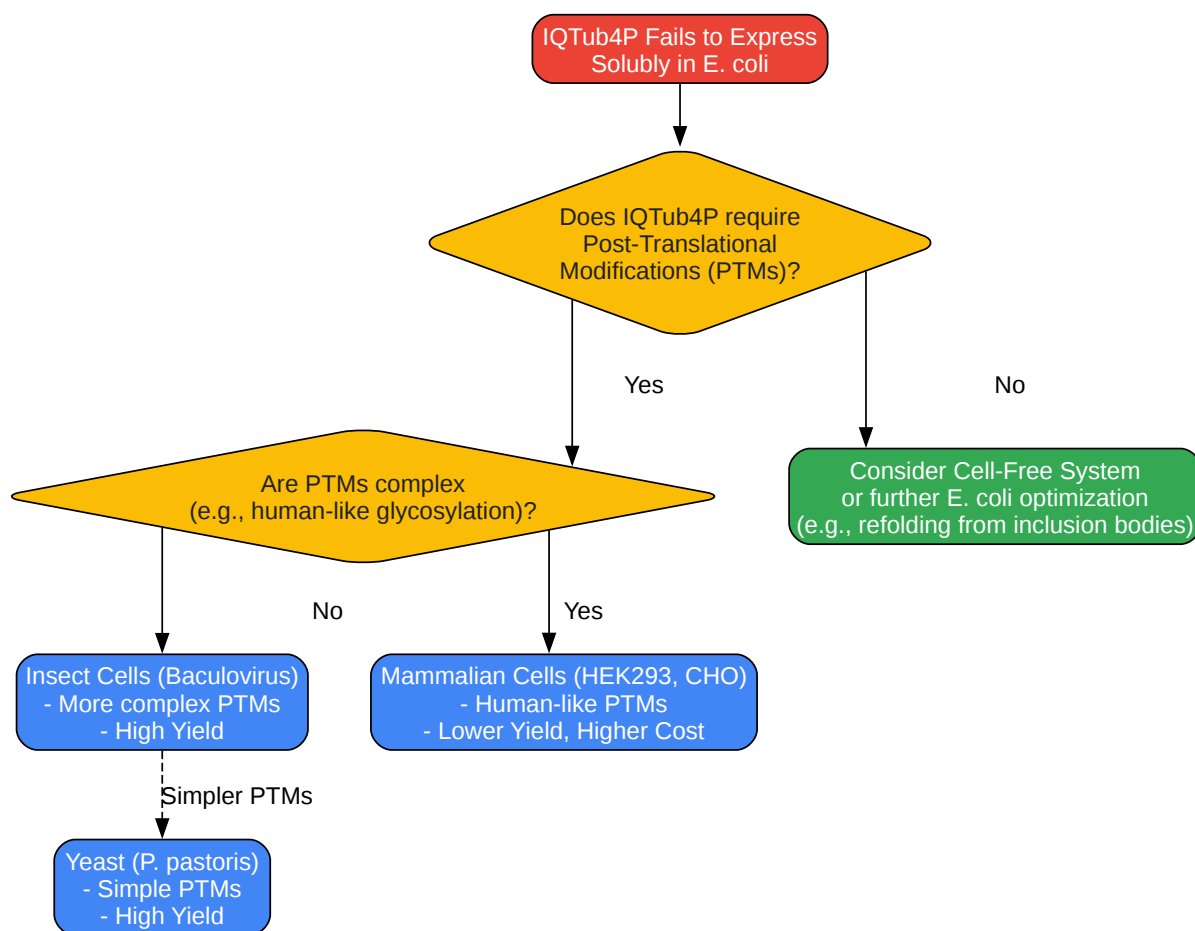 IQTub4P Fails to Express
Solubly in E. coli
Does IQTub4P require
Post-Translational
Modifications (PTMs)?
Yes
No
Are PTMs complex
(e.g., human-like glycosylation)?
Consider Cell-Free System
or further E. coli optimization
(e.g., refolding from inclusion bodies)
No
Yes
Insect Cells (Baculovirus)
- More complex PTMs
- High Yield
Mammalian Cells (HEK293, CHO)
- Human-like PTMs
- Lower Yield, Higher Cost
Simpler PTMs
Yeast (P. pastoris)
- Simple PTMs
- High Yield